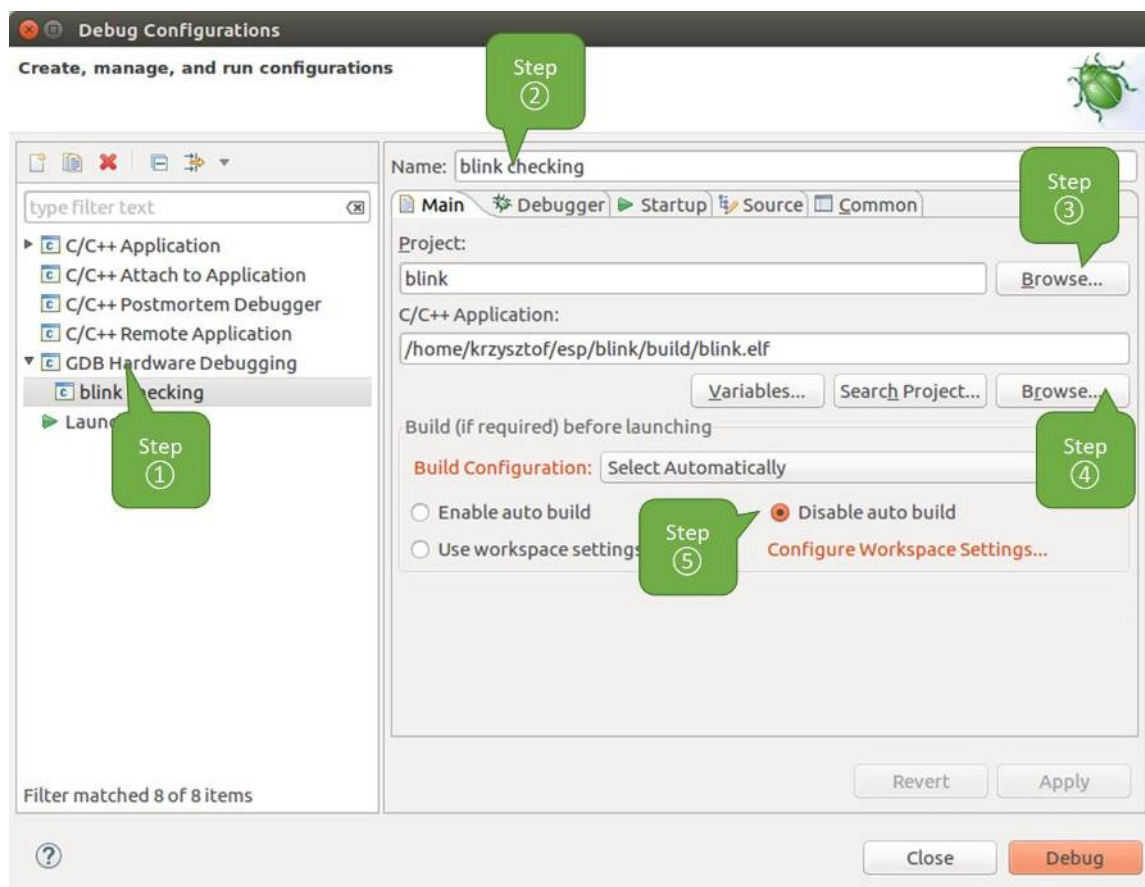 Debug Configurations
Create, manage, and run configurations
Step
②
Name: blink checking
Step
③
type filter text
Main Debugger Startup Source Common
C/C++ Application
C/C++ Attach to Application
C/C++ Postmortem Debugger
C/C++ Remote Application
GDB Hardware Debugging
blink checking
Laun
Step
①
Project:
blink
Browse...
C/C++ Application:
/home/krzysztof/esp/blink/build/blink.elf
Variables... Search Project... Browse...
Step
④
Build (if required) before launching
Build Configuration: Select Automatically
Enable auto build
Disable auto build
Step
⑤
Use workspace settings
Configure Workspace Settings...
Filter matched 8 of 8 items
Revert Apply
Close Debug